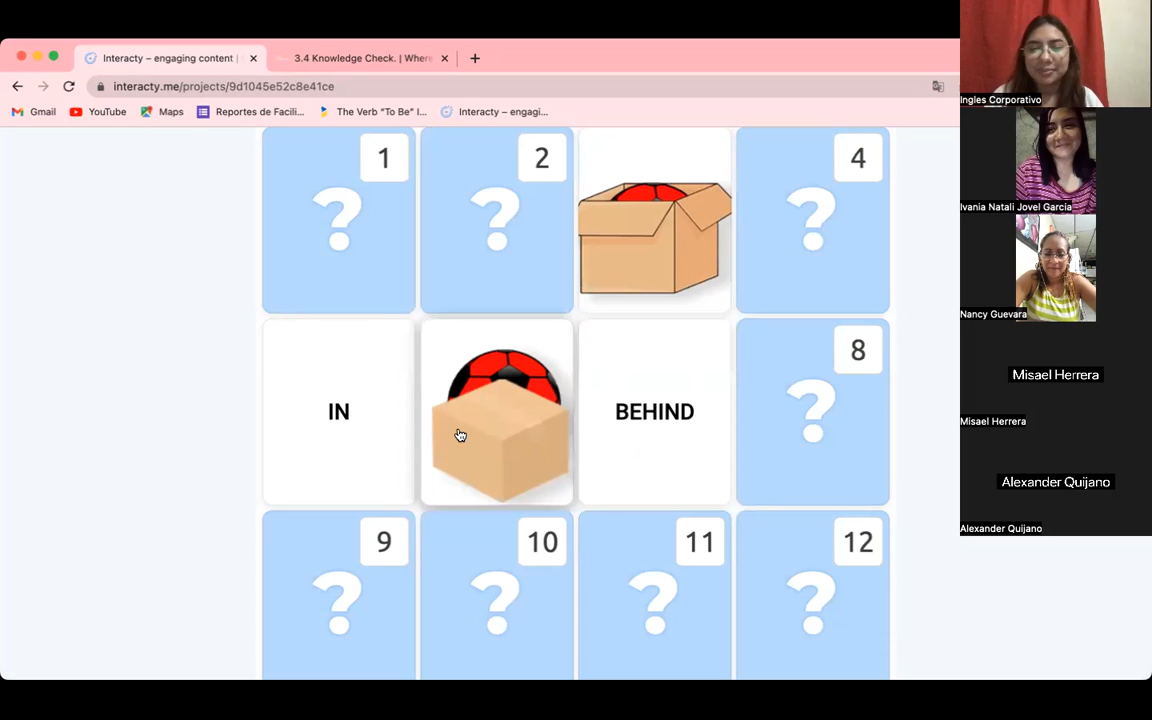 Interacty – engaging content |
3.4 Knowledge Check. | Where
interacty.me/projects/9d1045e52c8e41ce
Gmail
YouTube
Maps
Reportes de Facili...
The Verb "To Be" I...
Interacty – engagi...
1
2
4
IN
BEHIND
8
9
10
11
12
Ingles Corporativo
Ivania Natali Jovel Garcia
Nancy Guevara
Misael Herrera
Misael Herrera
Alexander Quijano
Alexander Quijano